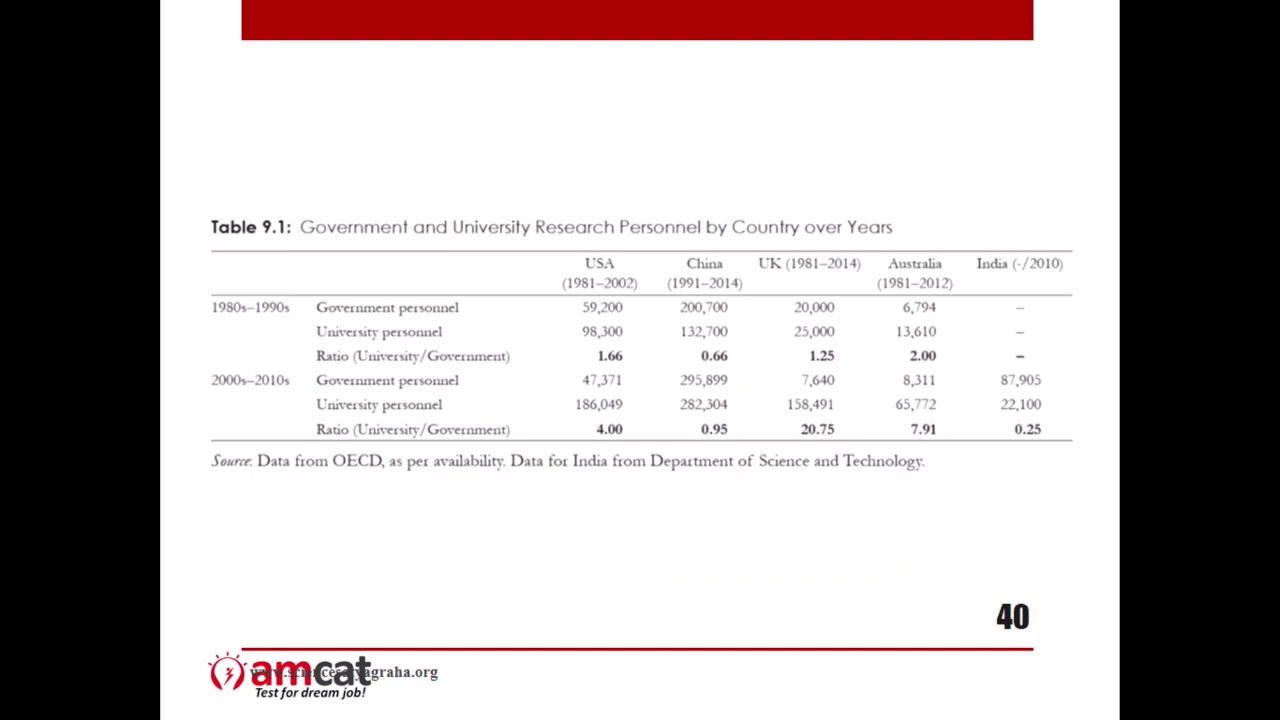 Table 9.1: Government and University Research Personnel by Country over Years
USA China UK (1981–2014) Australia India (-/2010)
(1981–2002) (1991–2014) (1981–2012)
1980s–1990s Government personnel 59,200 200,700 20,000 6,794 –
University personnel 98,300 132,700 25,000 13,610 –
Ratio (University/Government) 1.66 0.66 1.25 2.00 –
2000s–2010s Government personnel 47,371 295,899 7,640 8,311 87,905
University personnel 186,049 282,304 158,491 65,772 22,100
Ratio (University/Government) 4.00 0.95 20.75 7.91 0.25
Source: Data from OECD, as per availability. Data for India from Department of Science and Technology.
40
amcat
Test for dream job!